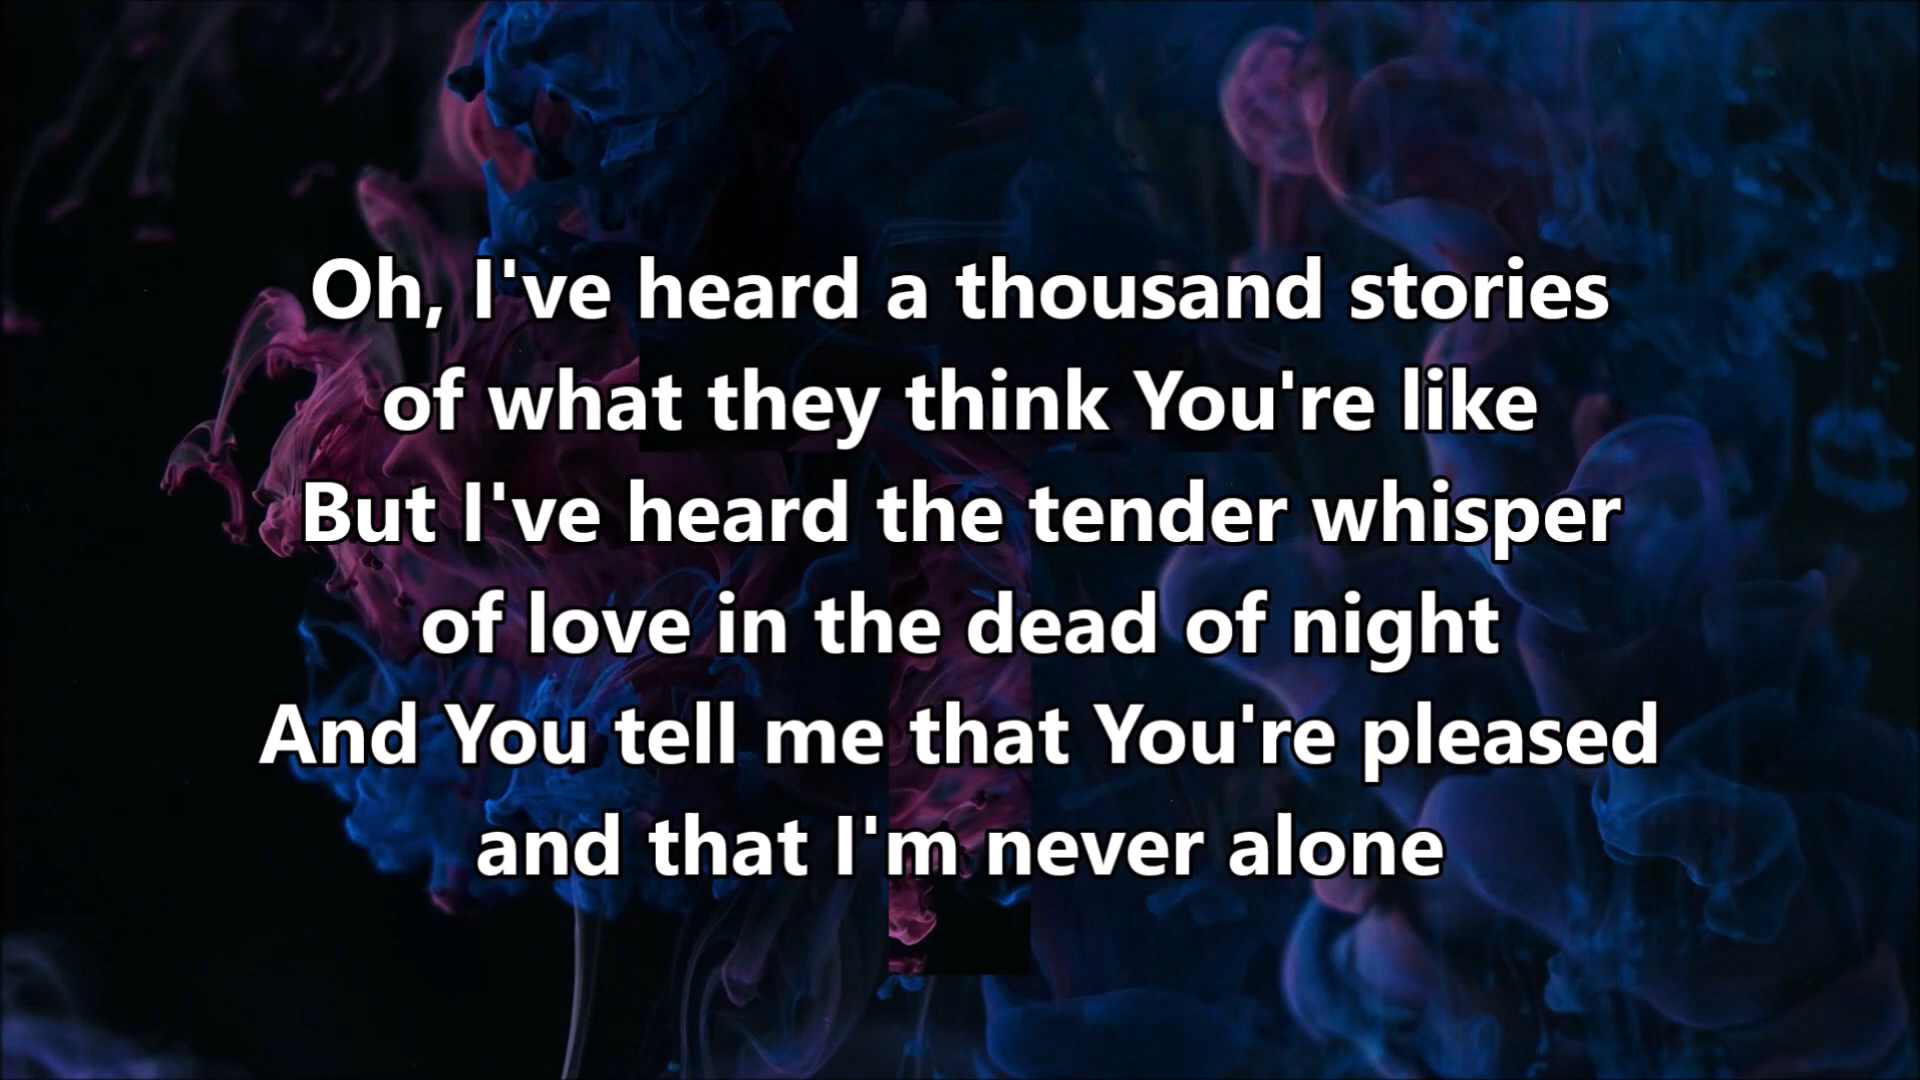 Oh, I've heard a thousand stories
of what they think You're like
But I've heard the tender whisper
of love in the dead of night
And You tell me that You're pleased
and that I'm never alone